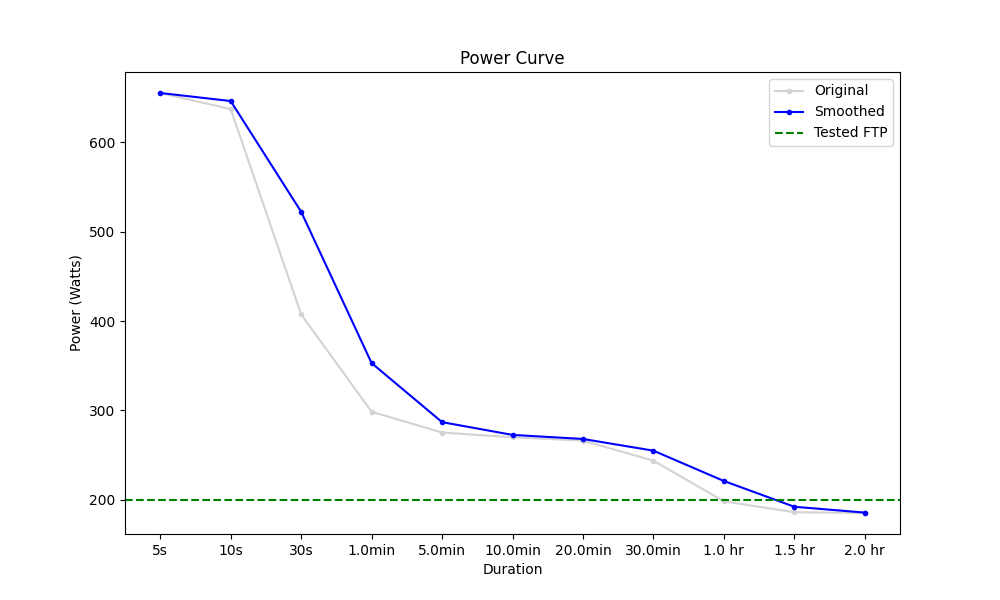 Power Curve
Original
Smoothed
Tested FTP
Power (Watts)
600
500
400
300
200
5s 10s 30s 1.0min 5.0min 10.0min 20.0min 30.0min 1.0 hr 1.5 hr 2.0 hr
Duration